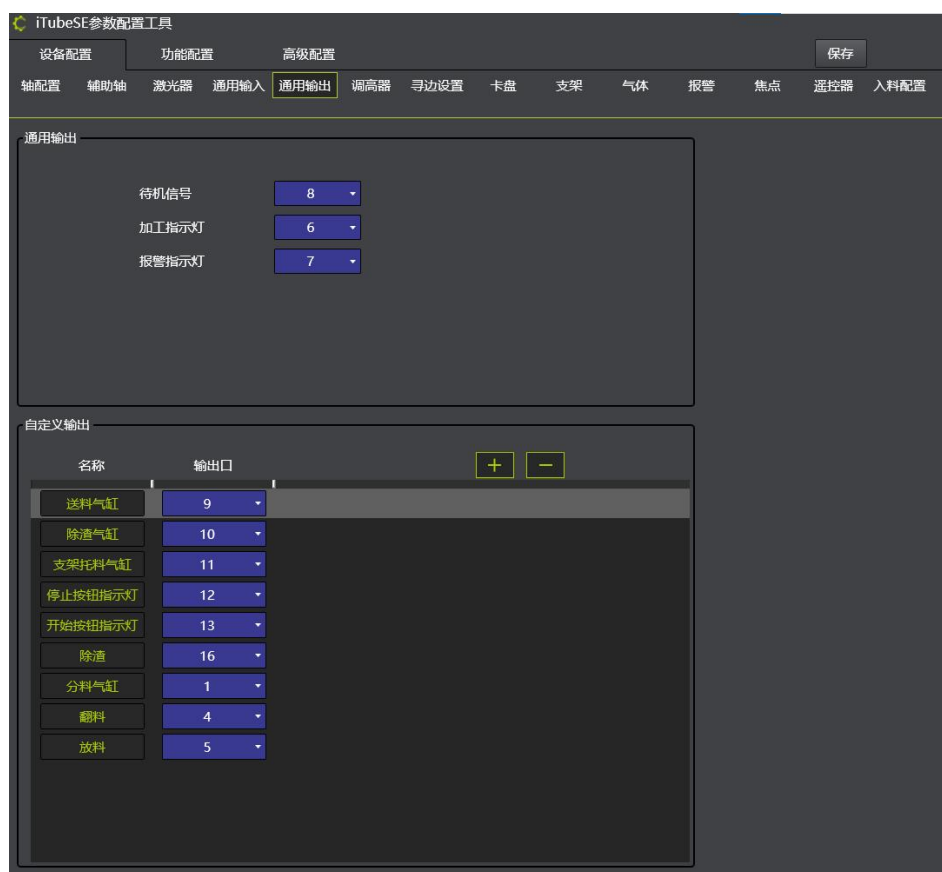 iTubeSE参数配置工具
设备配置 功能配置 高级配置 保存
轴配置 辅助轴 激光器 通用输入 通用输出 调高器 寻边设置 卡盘 支架 气体 报警 焦点 遥控器 入料配置
通用输出
待机信号 8
加工指示灯 6
报警指示灯 7
自定义输出
名称 输出口 + −
送料气缸 9
除渣气缸 10
支架托料气缸 11
停止按钮指示灯 12
开始按钮指示灯 13
除渣 16
分料气缸 1
翻料 4
放料 5